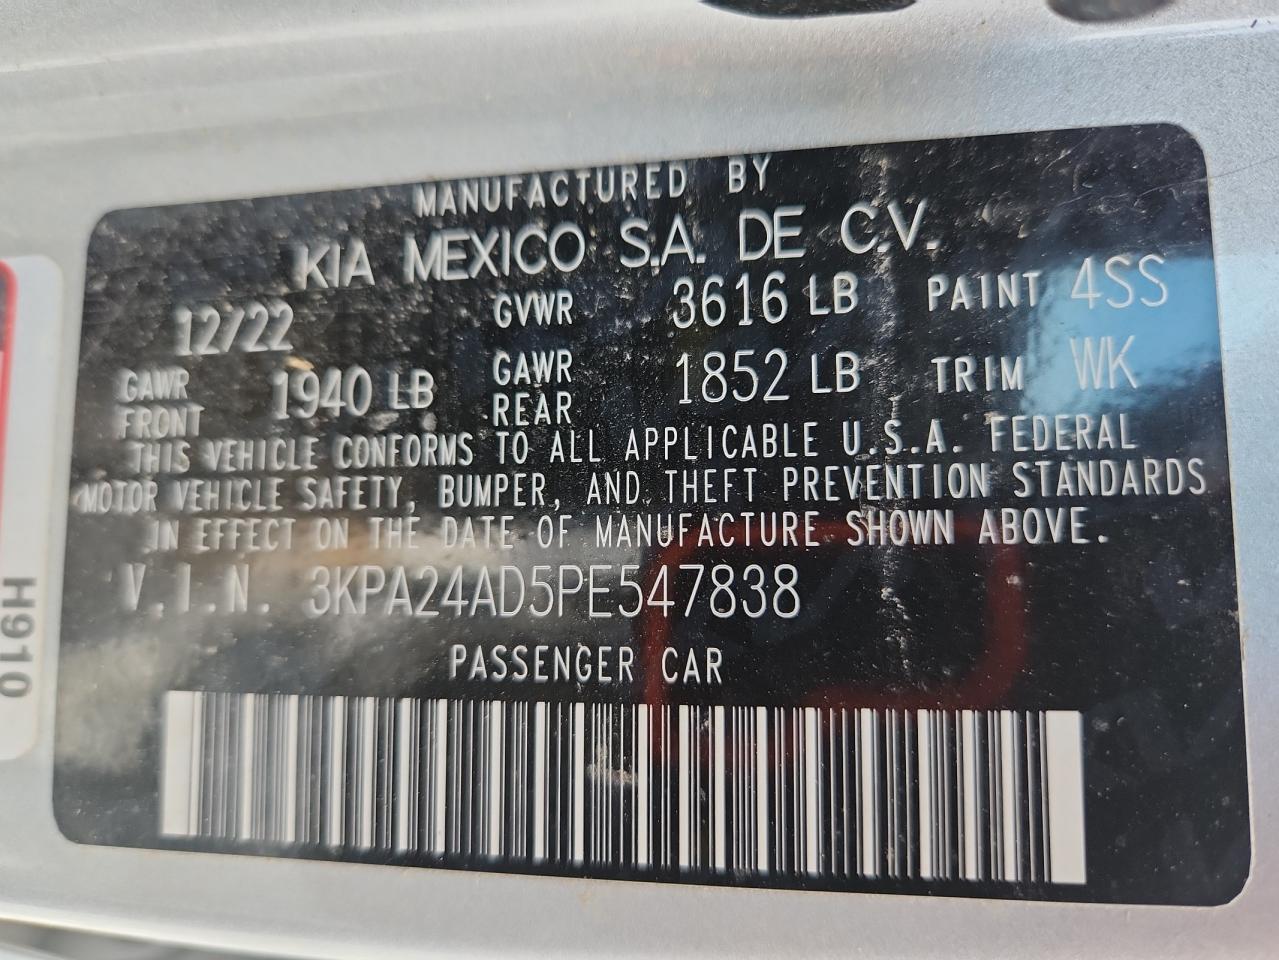 MANUFACTURED BY
KIA MEXICO S.A. DE C.V.
12/22 GVWR 3616 LB PAINT 4SS
GAWR FRONT 1940 LB GAWR REAR 1852 LB TRIM WK
THIS VEHICLE CONFORMS TO ALL APPLICABLE U.S.A. FEDERAL
MOTOR VEHICLE SAFETY, BUMPER, AND THEFT PREVENTION STANDARDS
IN EFFECT ON THE DATE OF MANUFACTURE SHOWN ABOVE.
V.I.N. 3KPA24AD5PE547838
PASSENGER CAR
H910